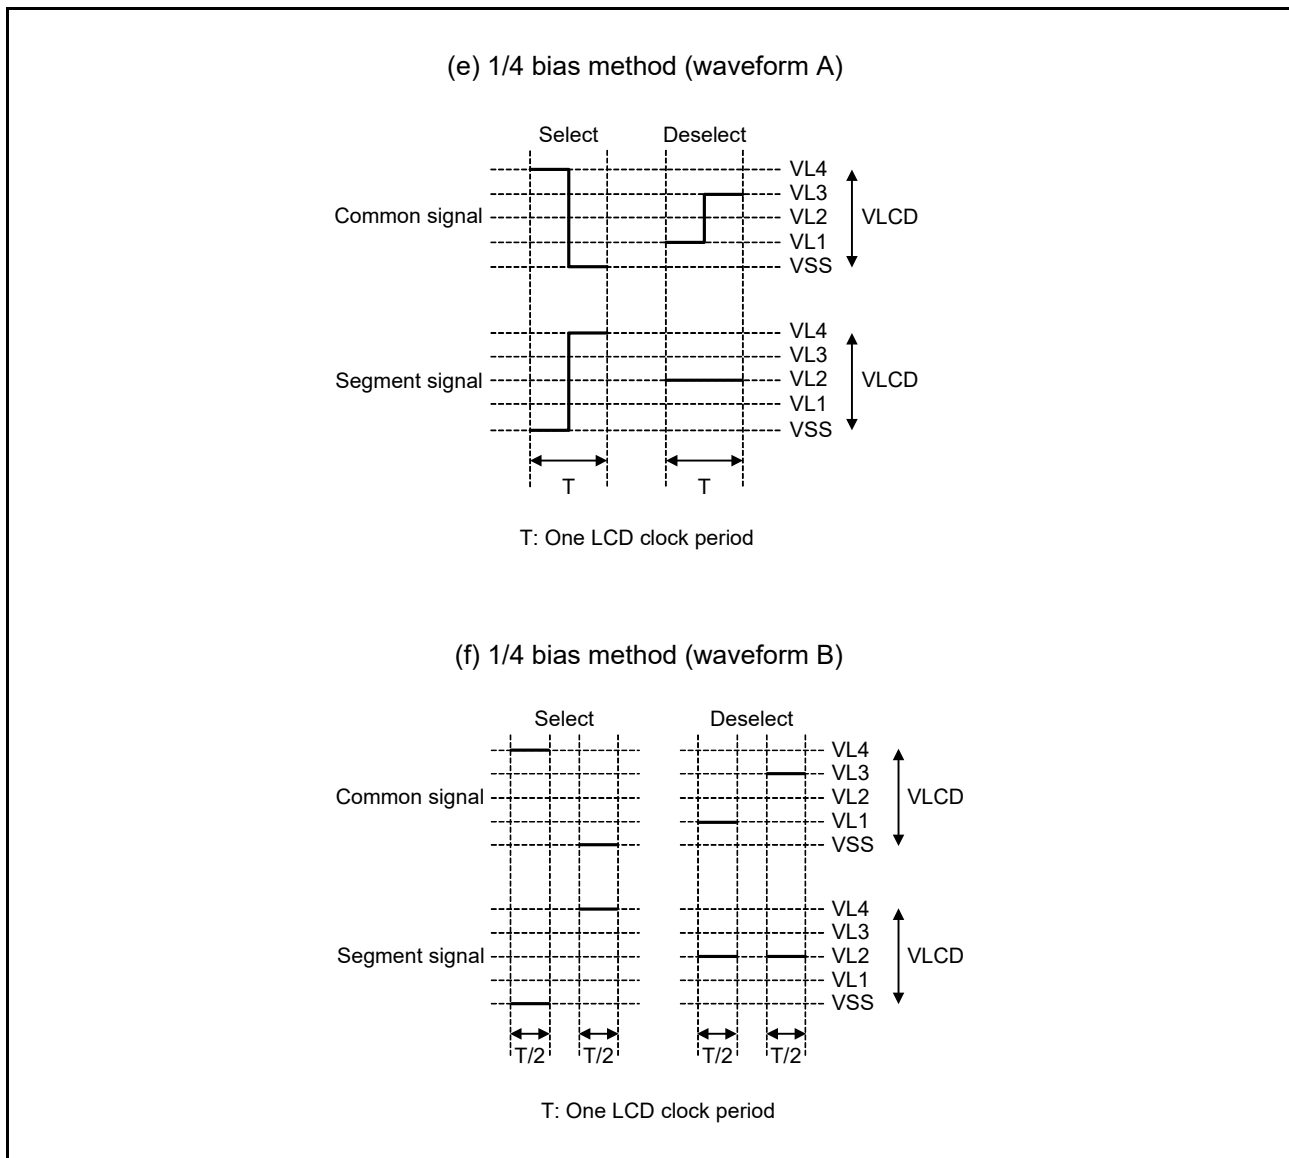 (e) 1/4 bias method (waveform A)
Select Deselect
VL4
VL3
Common signal VL2 VLCD
VL1
VSS
VL4
VL3
Segment signal VL2 VLCD
VL1
VSS
T T
T: One LCD clock period
(f) 1/4 bias method (waveform B)
Select Deselect
VL4
VL3
Common signal VL2 VLCD
VL1
VSS
VL4
VL3
Segment signal VL2 VLCD
VL1
VSS
T/2 T/2 T/2 T/2
T: One LCD clock period